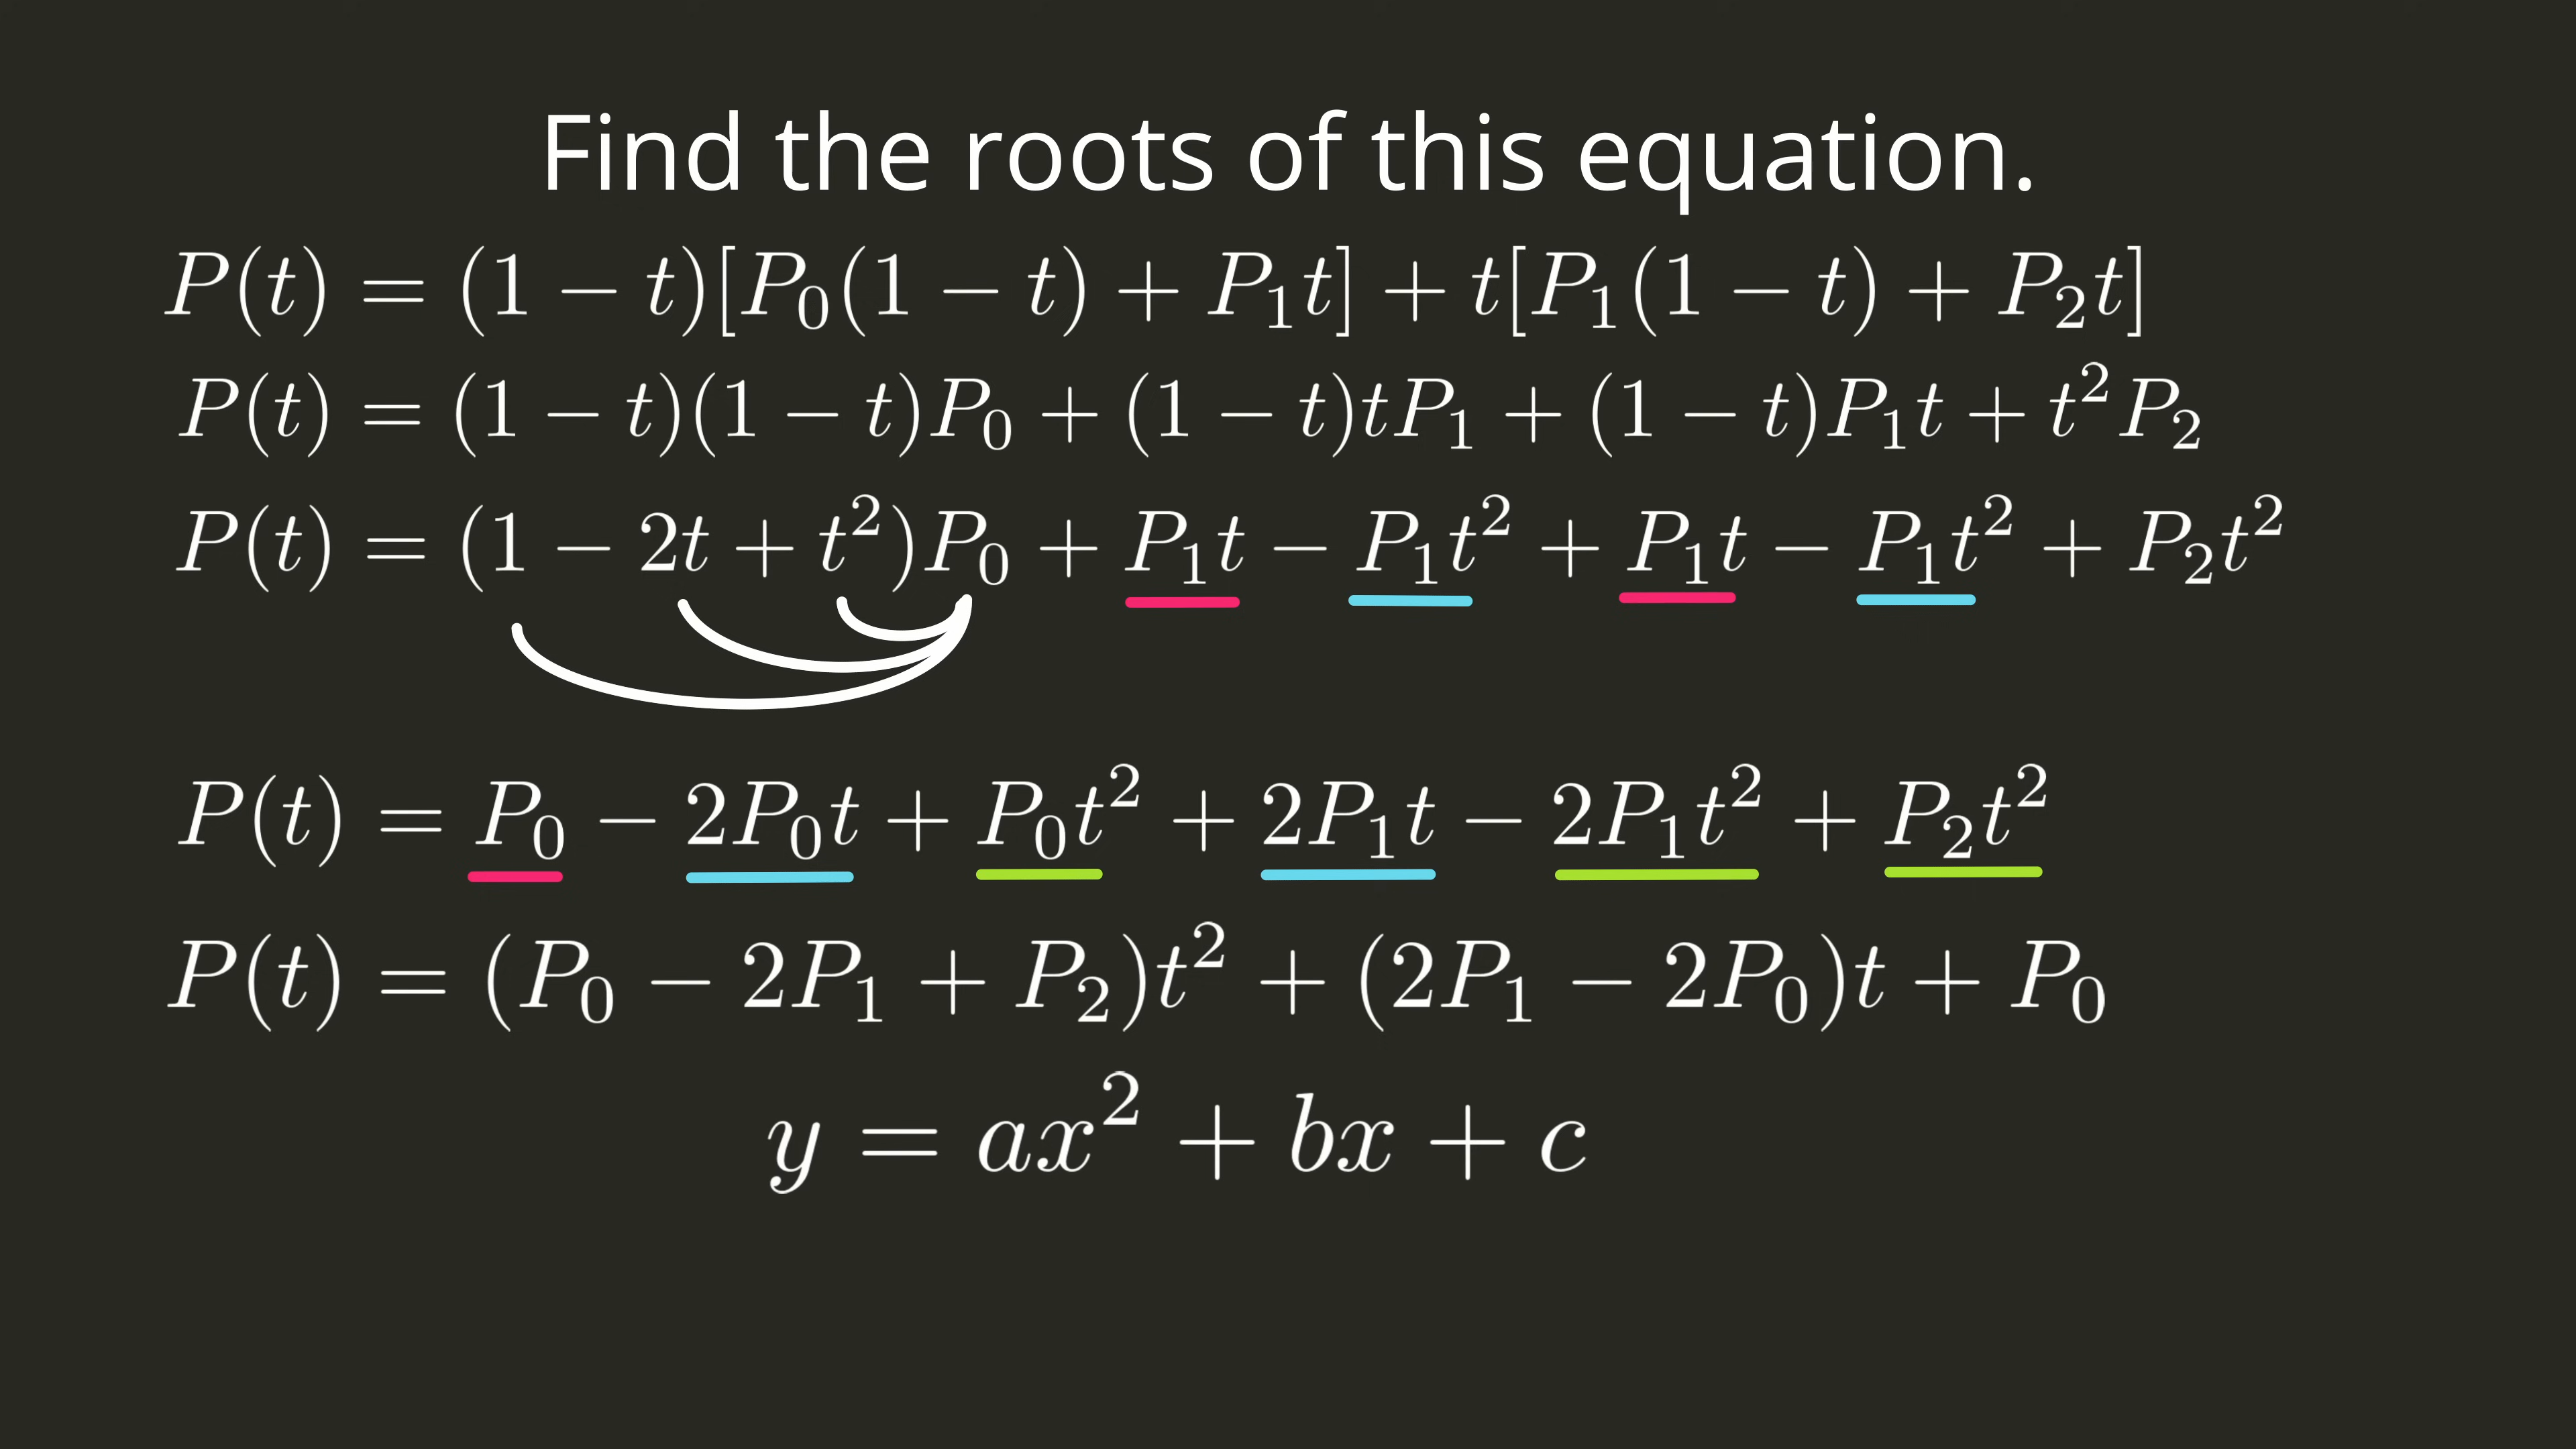 Find the roots of this equation.
P(t) = (1 − t)[P₀(1 − t) + P₁t] + t[P₁(1 − t) + P₂t]
P(t) = (1 − t)(1 − t)P₀ + (1 − t)tP₁ + (1 − t)P₁t + t²P₂
P(t) = (1 − 2t + t²)P₀ + P₁t − P₁t² + P₁t − P₁t² + P₂t²
P(t) = P₀ − 2P₀t + P₀t² + 2P₁t − 2P₁t² + P₂t²
P(t) = (P₀ − 2P₁ + P₂)t² + (2P₁ − 2P₀)t + P₀
y = ax² + bx + c